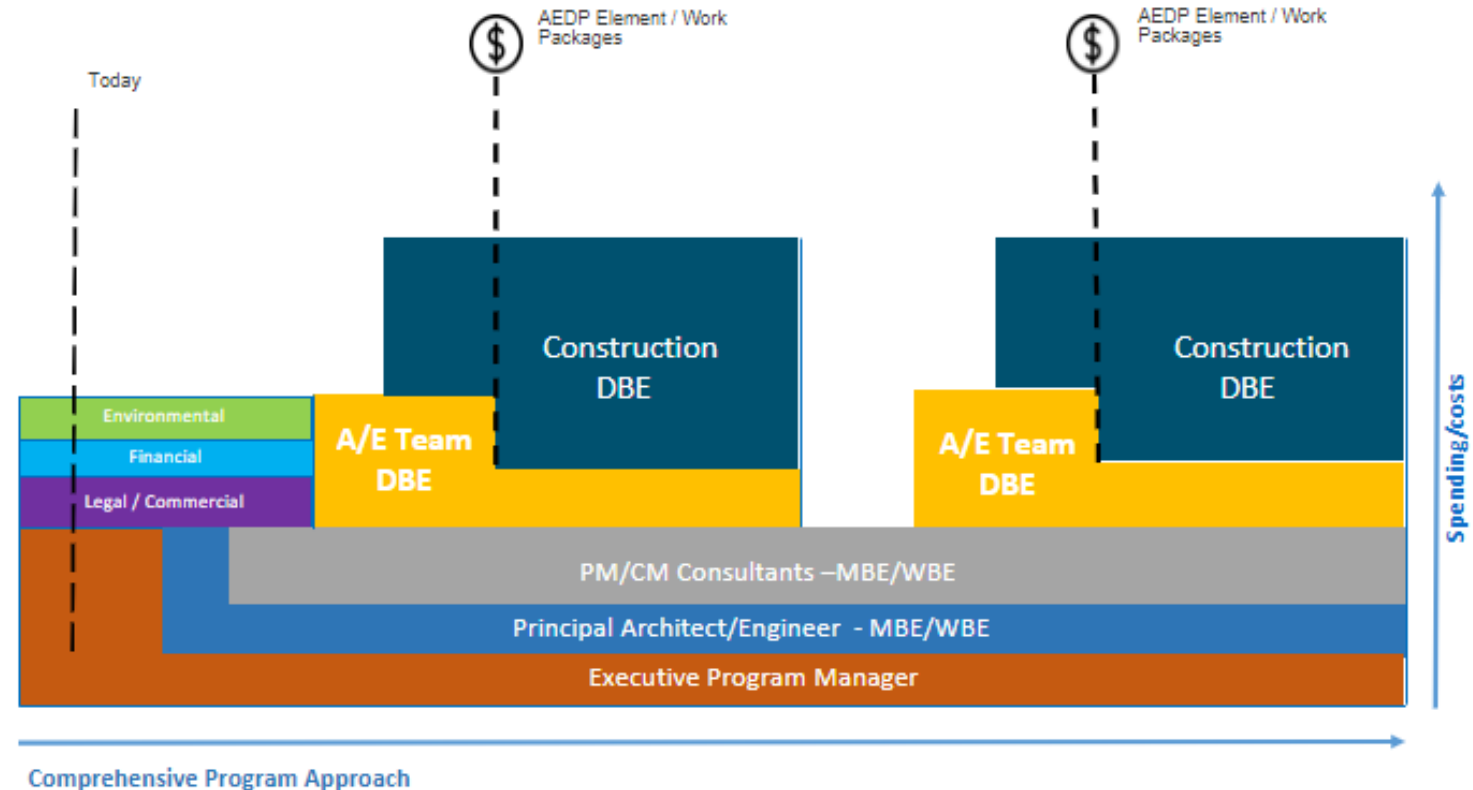 AEDP Element / Work
Packages
AEDP Element / Work
Packages
Today
Construction
DBE
Construction
DBE
Environmental
Financial
Legal / Commercial
A/E Team
DBE
A/E Team
DBE
Spending/costs
PM/CM Consultants –MBE/WBE
Principal Architect/Engineer - MBE/WBE
Executive Program Manager
Comprehensive Program Approach